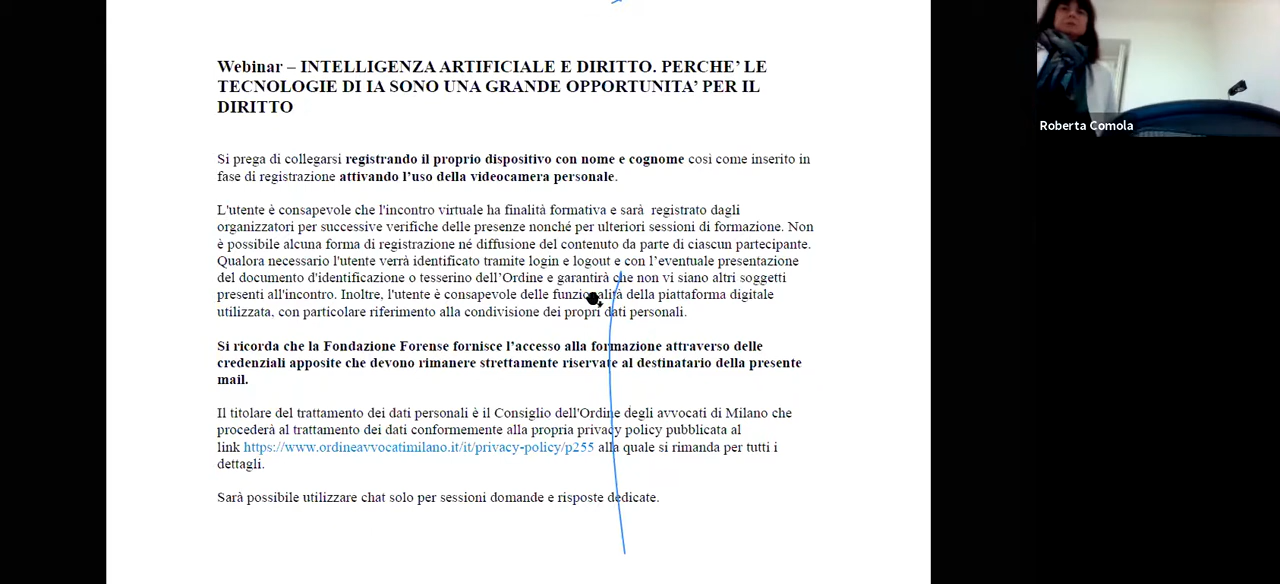 Webinar – INTELLIGENZA ARTIFICIALE E DIRITTO. PERCHE’ LE
TECNOLOGIE DI IA SONO UNA GRANDE OPPORTUNITA’ PER IL
DIRITTO
Si prega di collegarsi registrando il proprio dispositivo con nome e cognome così come inserito in
fase di registrazione attivando l’uso della videocamera personale.
L'utente è consapevole che l'incontro virtuale ha finalità formativa e sarà registrato dagli
organizzatori per successive verifiche delle presenze nonché per ulteriori sessioni di formazione. Non
è possibile alcuna forma di registrazione né diffusione del contenuto da parte di ciascun partecipante.
Qualora necessario l'utente verrà identificato tramite login e logout e con l’eventuale presentazione
del documento d'identificazione o tesserino dell’Ordine e garantirà che non vi siano altri soggetti
presenti all'incontro. Inoltre, l'utente è consapevole delle funzionalità della piattaforma digitale
utilizzata, con particolare riferimento alla condivisione dei propri dati personali.
Si ricorda che la Fondazione Forense fornisce l’accesso alla formazione attraverso delle
credenziali apposite che devono rimanere strettamente riservate al destinatario della presente
mail.
Il titolare del trattamento dei dati personali è il Consiglio dell'Ordine degli avvocati di Milano che
procederà al trattamento dei dati conformemente alla propria privacy policy pubblicata al
link https://www.ordineavvocatimilano.it/it/privacy-policy/p255 alla quale si rimanda per tutti i
dettagli.
Sarà possibile utilizzare chat solo per sessioni domande e risposte dedicate.
Roberta Comola